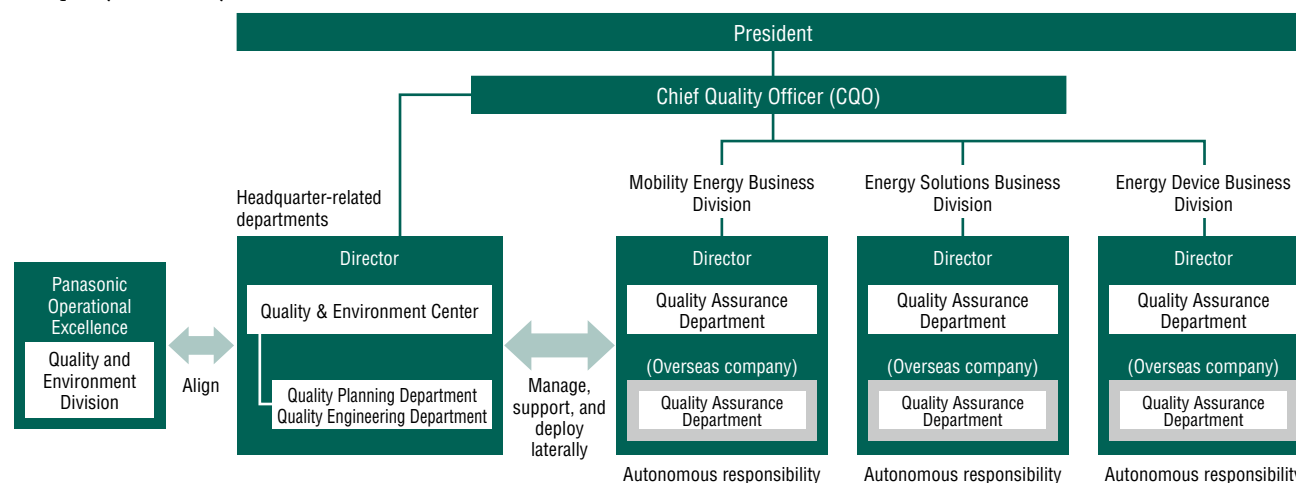 President
Chief Quality Officer (CQO)
Headquarter-related
departments
Mobility Energy Business
Division
Energy Solutions Business
Division
Energy Device Business
Division
Panasonic
Operational
Excellence
Quality and
Environment
Division
Align
Director
Quality & Environment Center
Quality Planning Department
Quality Engineering Department
Manage,
support, and
deploy
laterally
Director
Quality Assurance
Department
(Overseas company)
Quality Assurance
Department
Autonomous responsibility
Director
Quality Assurance
Department
(Overseas company)
Quality Assurance
Department
Autonomous responsibility
Director
Quality Assurance
Department
(Overseas company)
Quality Assurance
Department
Autonomous responsibility